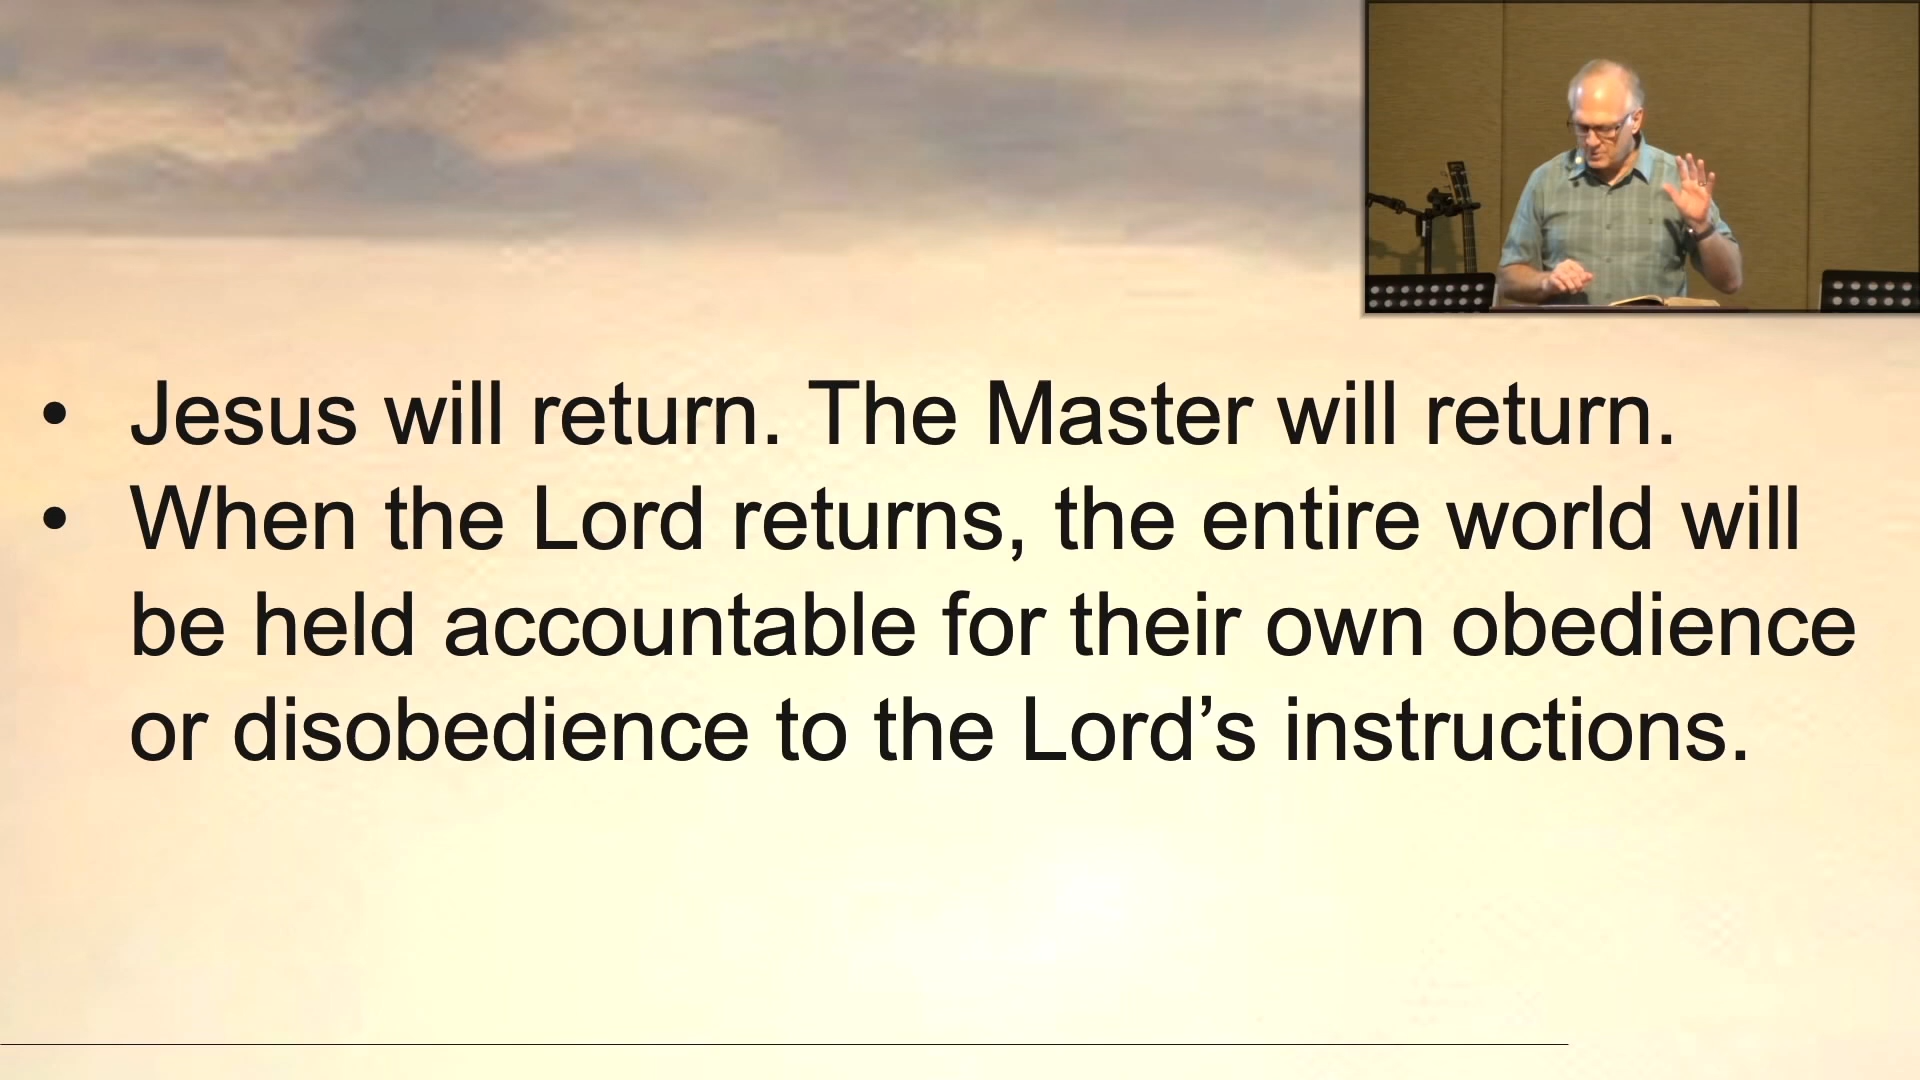 • Jesus will return. The Master will return.
• When the Lord returns, the entire world will
be held accountable for their own obedience
or disobedience to the Lord’s instructions.